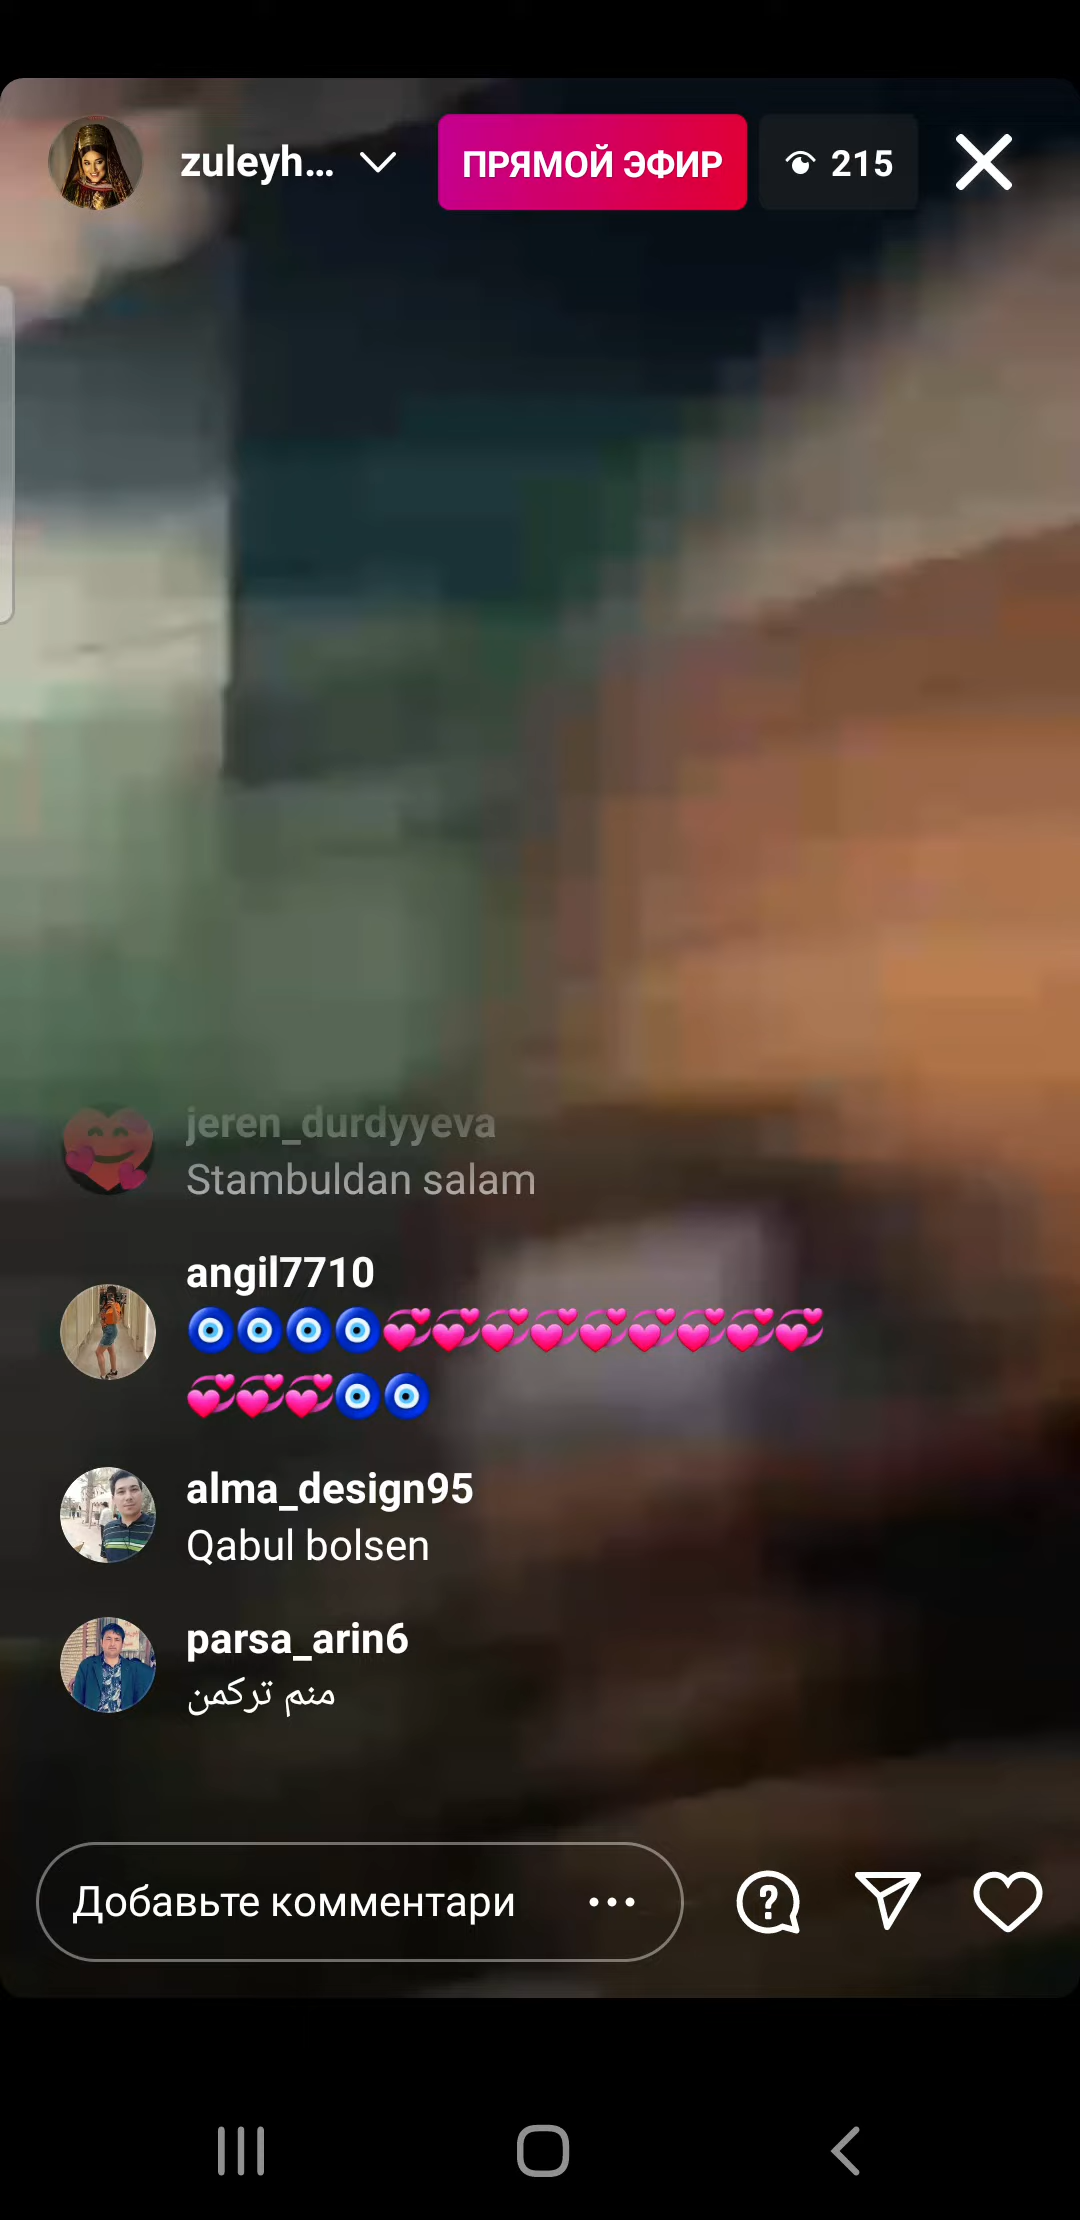 zuleyh...
ПРЯМОЙ ЭФИР
215
jeren_durdyyeva
Stambuldan salam
angil7710
🧿🧿🧿🧿💞💞💞💞💞💞💞💞💞
💞💞💞🧿🧿
alma_design95
Qabul bolsen
parsa_arin6
منم ترکمن
Добавьте комментари